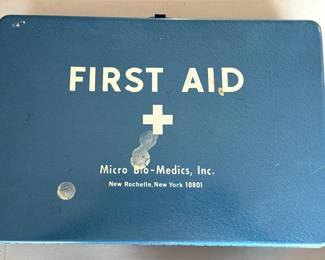 FIRST AID
Micro Bio-Medics, Inc.
New Rochelle, New York 10801